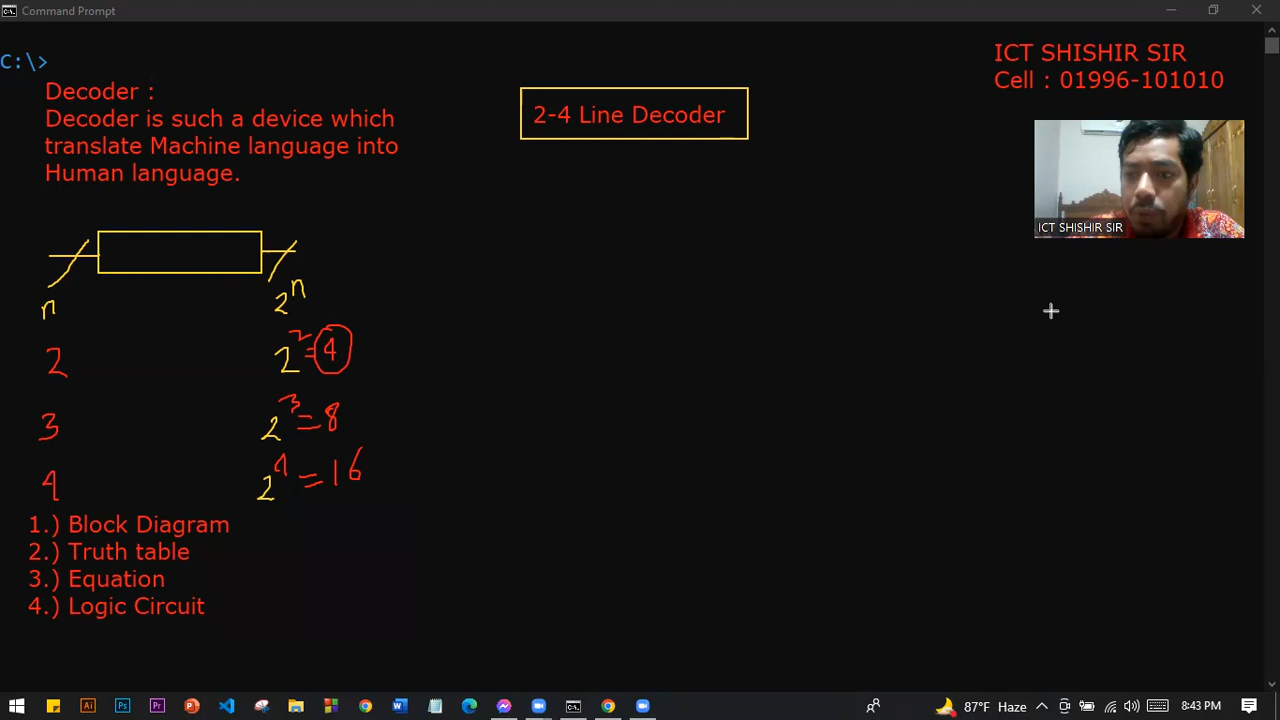 Command Prompt
C:\>
ICT SHISHIR SIR
Cell : 01996-101010
Decoder :
Decoder is such a device which
translate Machine language into
Human language.
2-4 Line Decoder
ICT SHISHIR SIR
n 2^n
2 2^2=4
3 2^3=8
4 2^4=16
1.) Block Diagram
2.) Truth table
3.) Equation
4.) Logic Circuit
87°F Haze 8:43 PM